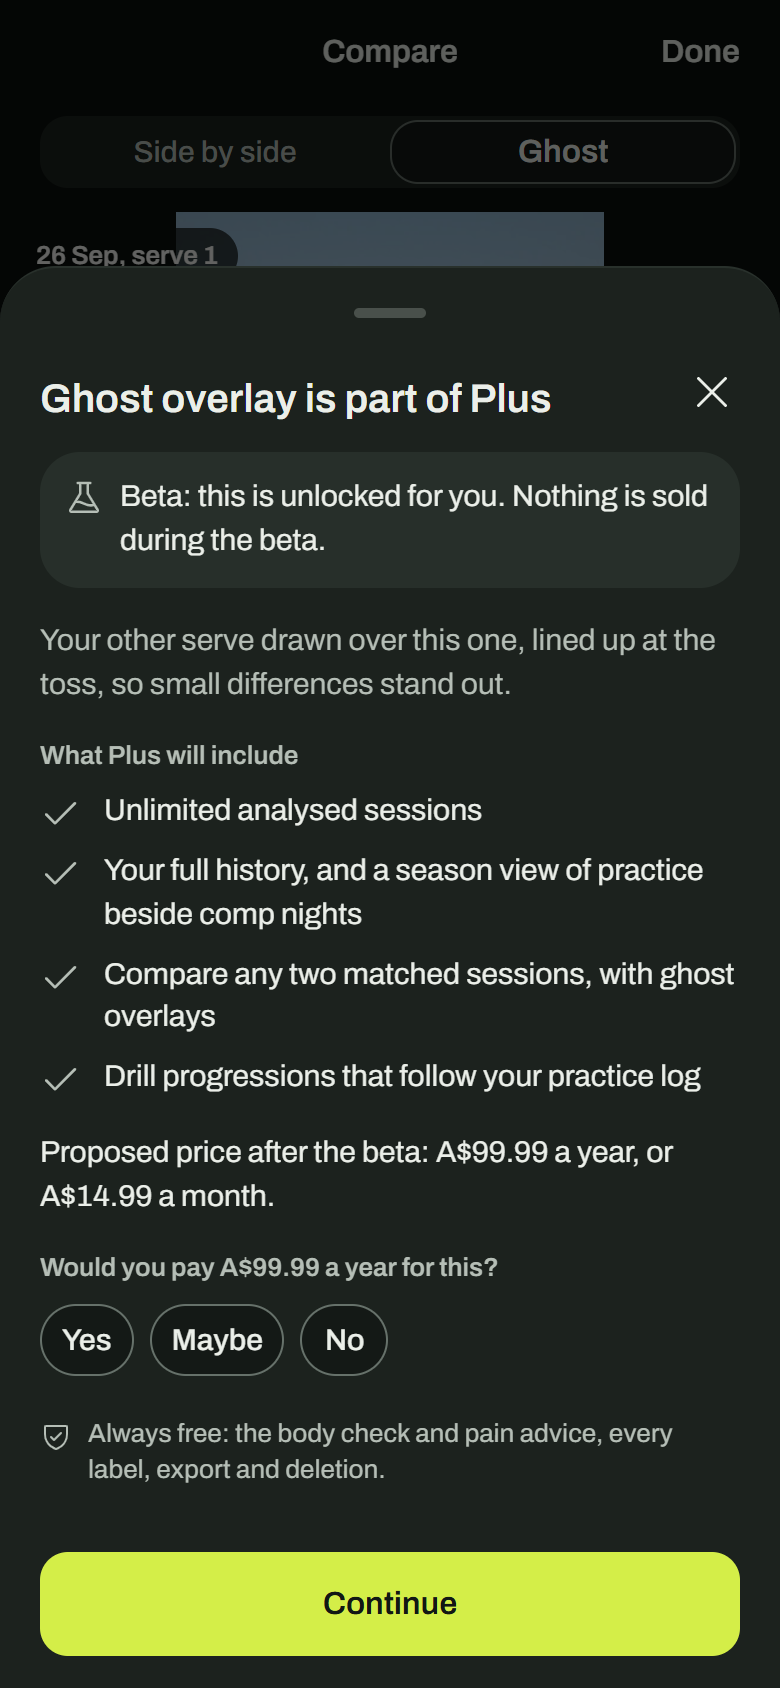 Compare
Done
Side by side
Ghost
26 Sep, serve 1
Ghost overlay is part of Plus
Beta: this is unlocked for you. Nothing is sold
during the beta.
Your other serve drawn over this one, lined up at the
toss, so small differences stand out.
What Plus will include
Unlimited analysed sessions
Your full history, and a season view of practice
beside comp nights
Compare any two matched sessions, with ghost
overlays
Drill progressions that follow your practice log
Proposed price after the beta: A$99.99 a year, or
A$14.99 a month.
Would you pay A$99.99 a year for this?
Yes
Maybe
No
Always free: the body check and pain advice, every
label, export and deletion.
Continue